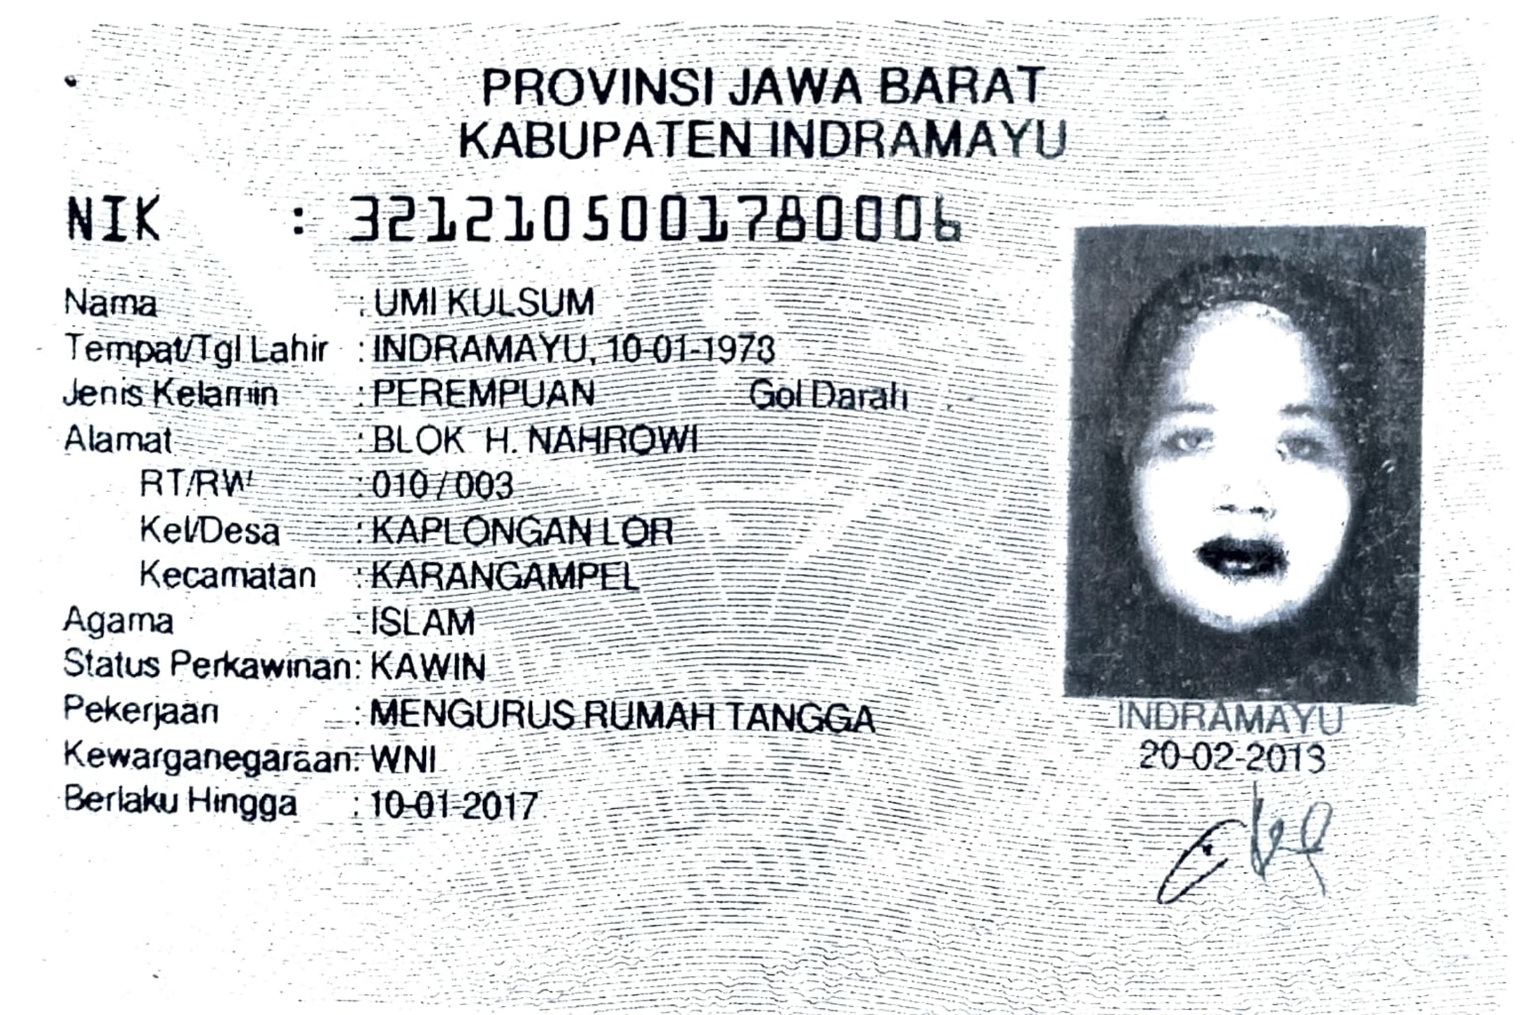 PROVINSI JAWA BARAT
KABUPATEN INDRAMAYU
NIK : 3212105001780006
Nama : UMI KULSUM
Tempat/Tgl Lahir : INDRAMAYU, 10-01-1978
Jenis Kelamin : PEREMPUAN Gol Darah :
Alamat : BLOK H. NAHROWI
RT/RW : 010 / 003
Kel/Desa : KAPLONGAN LOR
Kecamatan : KARANGAMPEL
Agama : ISLAM
Status Perkawinan: KAWIN
Pekerjaan : MENGURUS RUMAH TANGGA
Kewarganegaraan: WNI
Berlaku Hingga : 10-01-2017
INDRAMAYU
20-02-2013